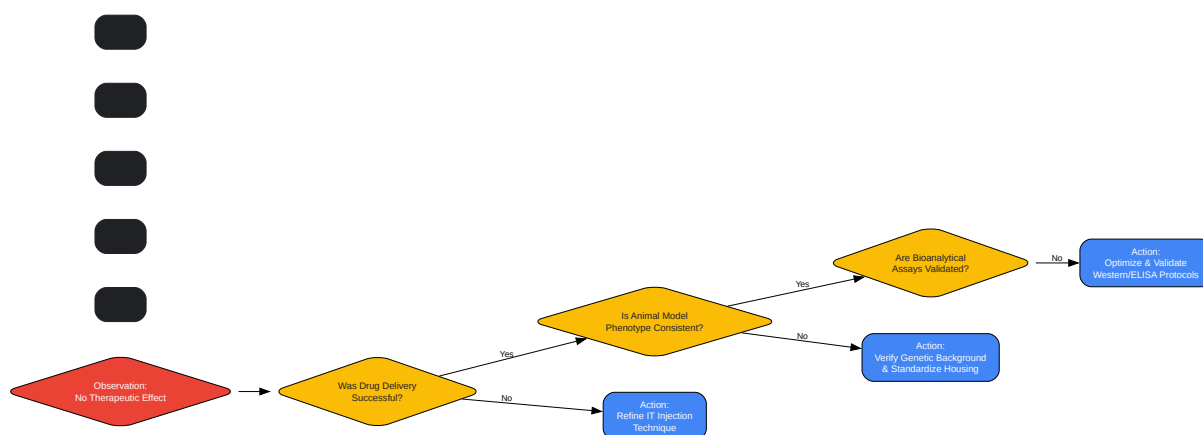 Observation:
No Therapeutic Effect
Was Drug Delivery
Successful?
Yes
No
Action:
Refine IT Injection
Technique
Is Animal Model
Phenotype Consistent?
Yes
No
Action:
Verify Genetic Background
& Standardize Housing
Are Bioanalytical
Assays Validated?
No
Action:
Optimize & Validate
Western/ELISA Protocols